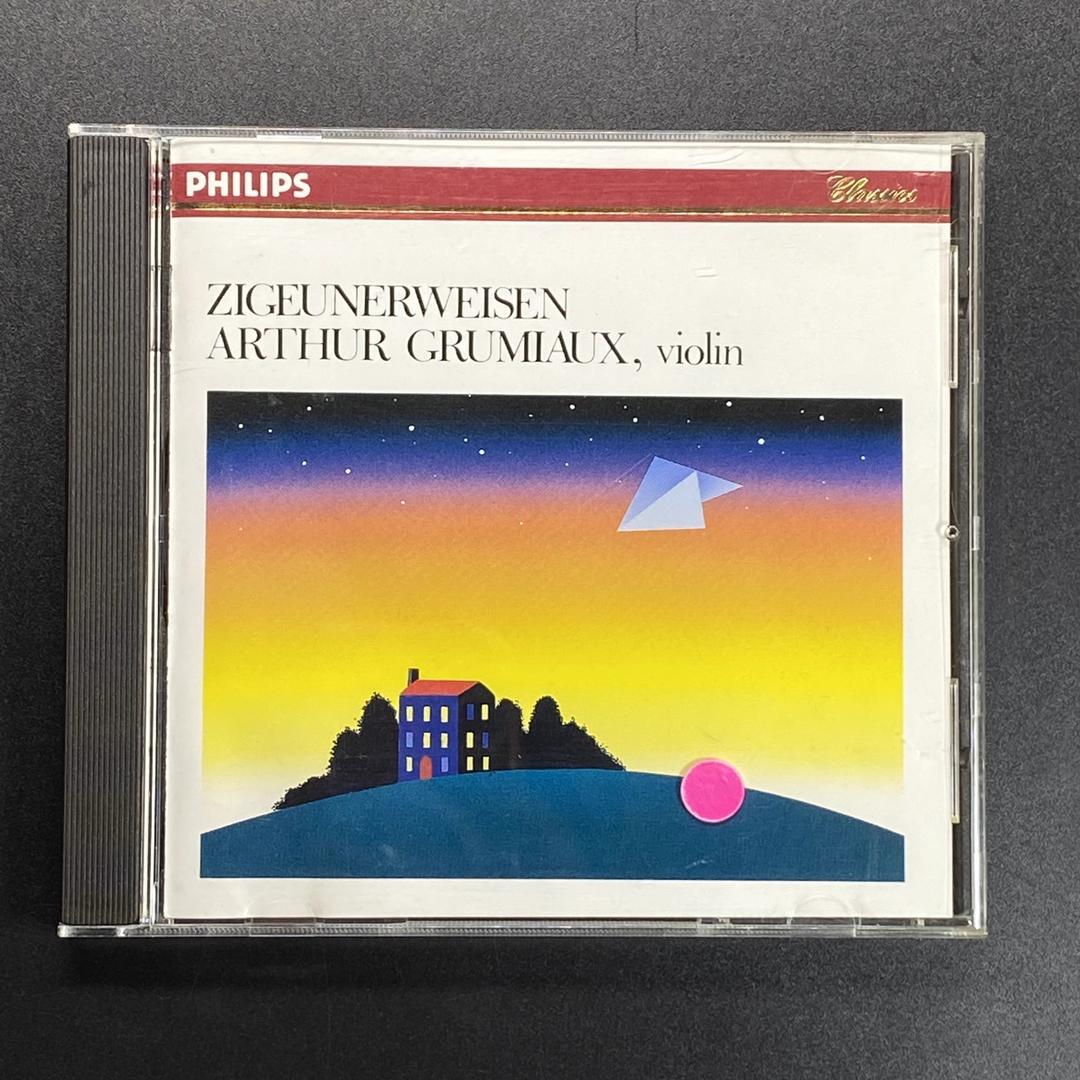 PHILIPS
Classics
ZIGEUNERWEISEN
ARTHUR GRUMIAUX, violin